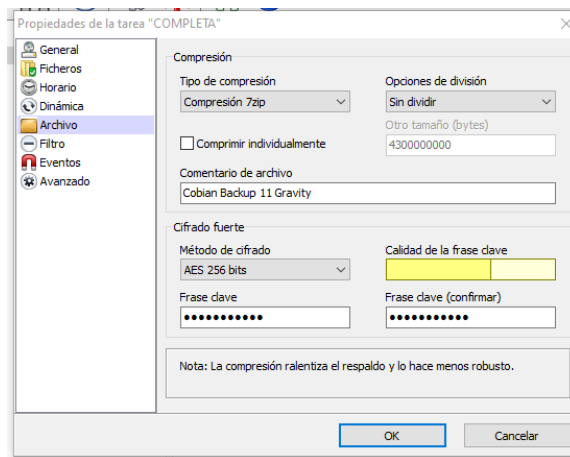 Propiedades de la tarea "COMPLETA"
General
Ficheros
Horario
Dinámica
Archivo
Filtro
Eventos
Avanzado
Compresión
Tipo de compresión
Opciones de división
Compresión 7zip
Sin dividir
Otro tamaño (bytes)
Comprimir individualmente
4300000000
Comentario de archivo
Cobian Backup 11 Gravity
Cifrado fuerte
Método de cifrado
Calidad de la frase clave
AES 256 bits
Frase clave
Frase clave (confirmar)
●●●●●●●●●●●
●●●●●●●●●●●
Nota: La compresión ralentiza el respaldo y lo hace menos robusto.
OK
Cancelar